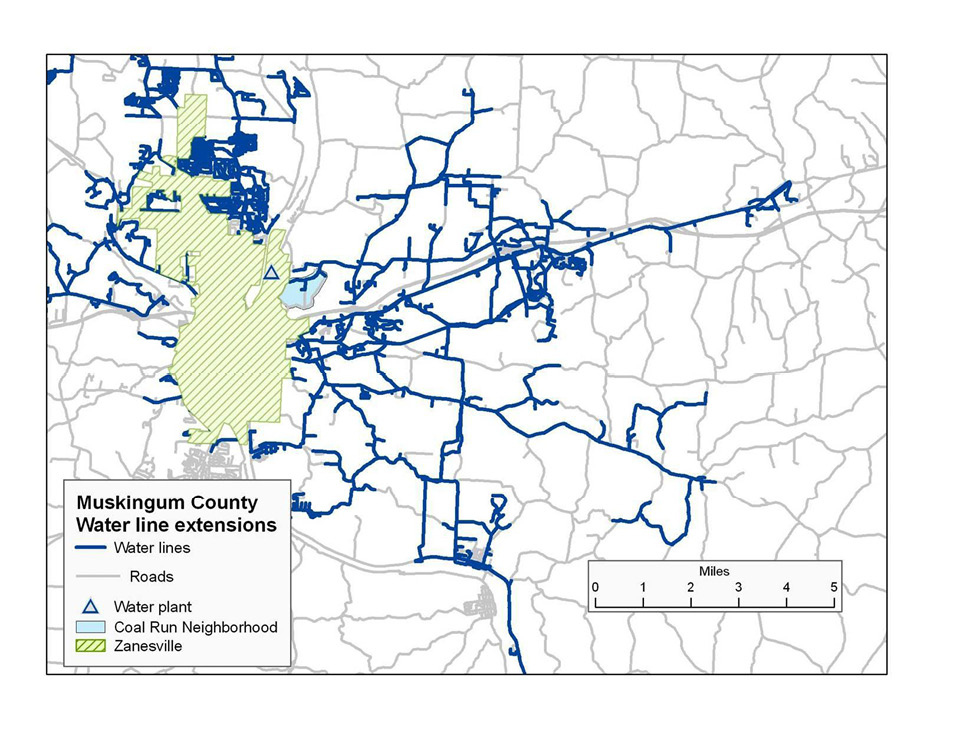 Muskingum County
Water line extensions
Water lines
Roads
Water plant
Coal Run Neighborhood
Zanesville
Miles
0 1 2 3 4 5